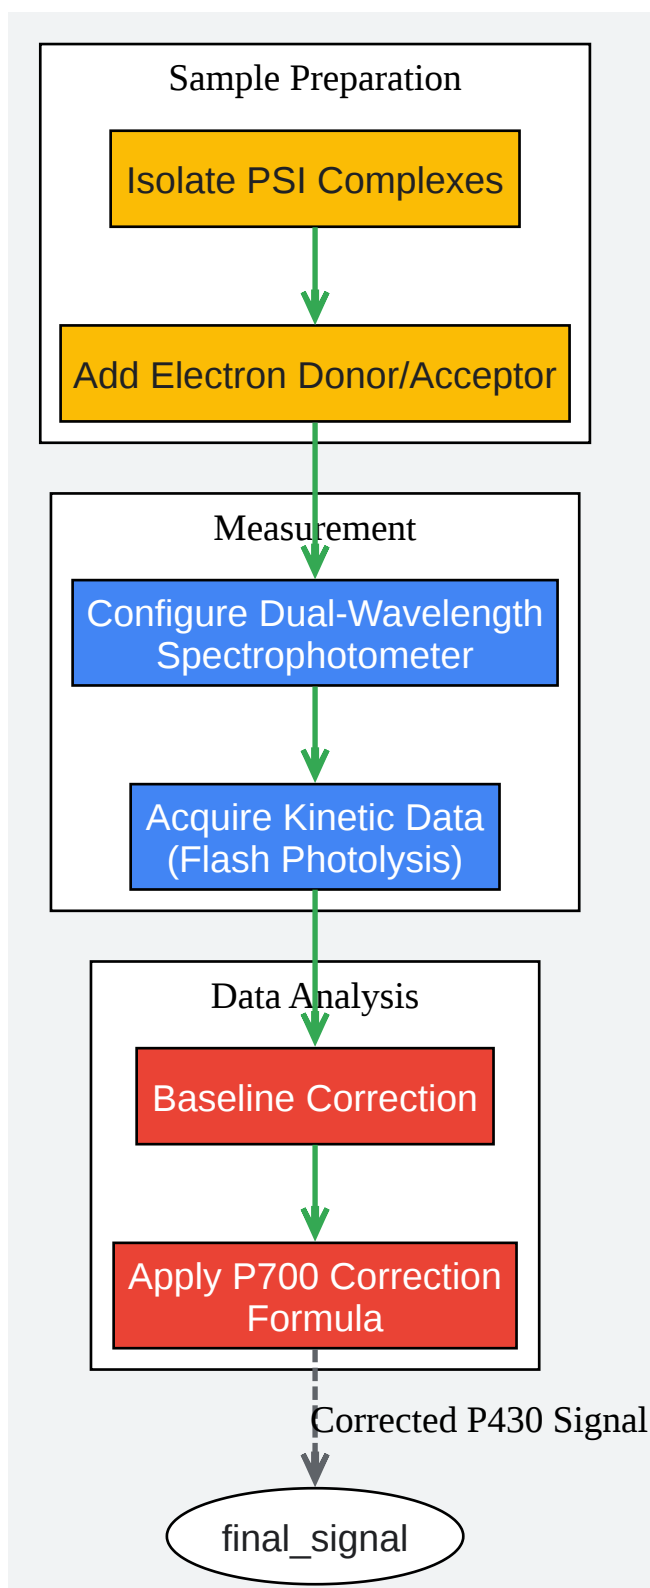 Sample Preparation
Isolate PSI Complexes
Add Electron Donor/Acceptor
Measurement
Configure Dual-Wavelength
Spectrophotometer
Acquire Kinetic Data
(Flash Photolysis)
Data Analysis
Baseline Correction
Apply P700 Correction
Formula
Corrected P430 Signal
final_signal